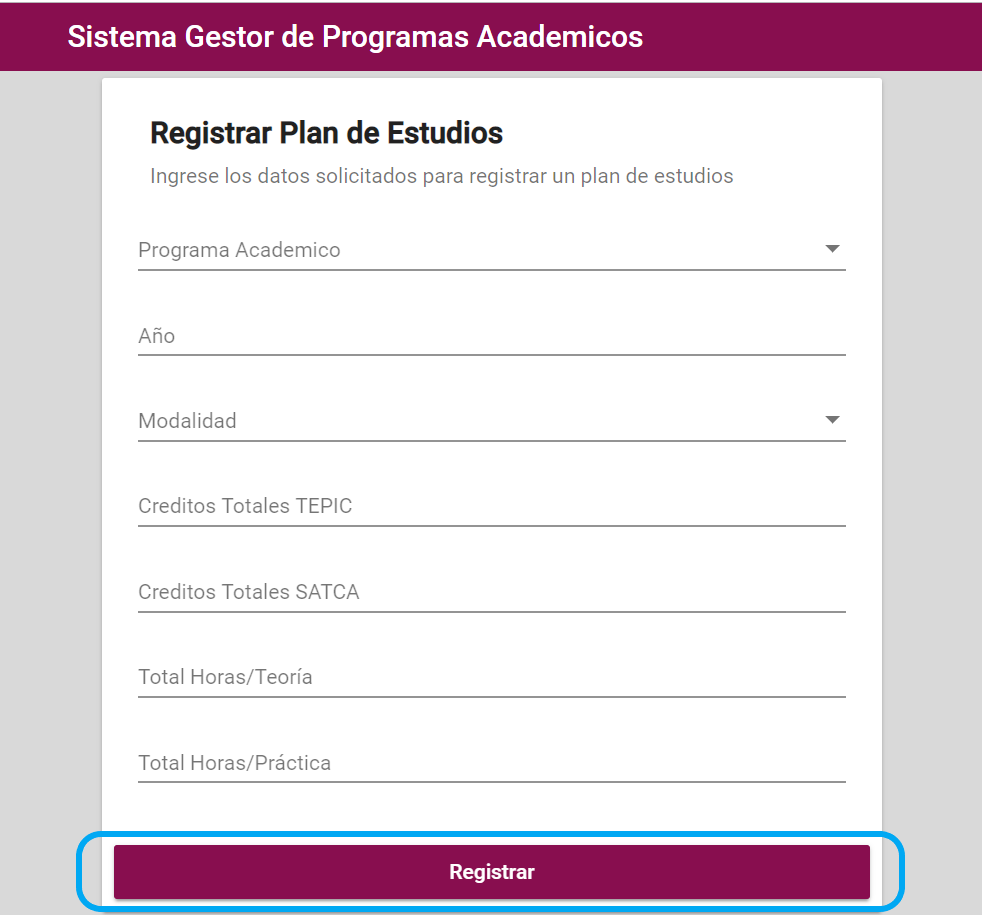 Sistema Gestor de Programas Academicos
Registrar Plan de Estudios
Ingrese los datos solicitados para registrar un plan de estudios
Programa Academico
Año
Modalidad
Creditos Totales TEPIC
Creditos Totales SATCA
Total Horas/Teoría
Total Horas/Práctica
Registrar